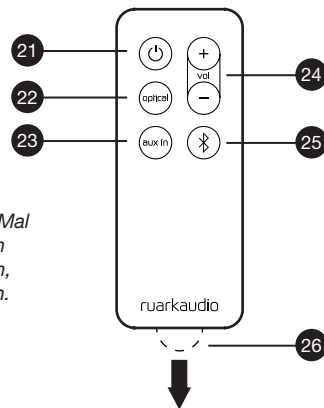 21
22
23
optical
aux in
+
vol
−
24
25
Mal
n
n,
n.
ruarkaudio
26